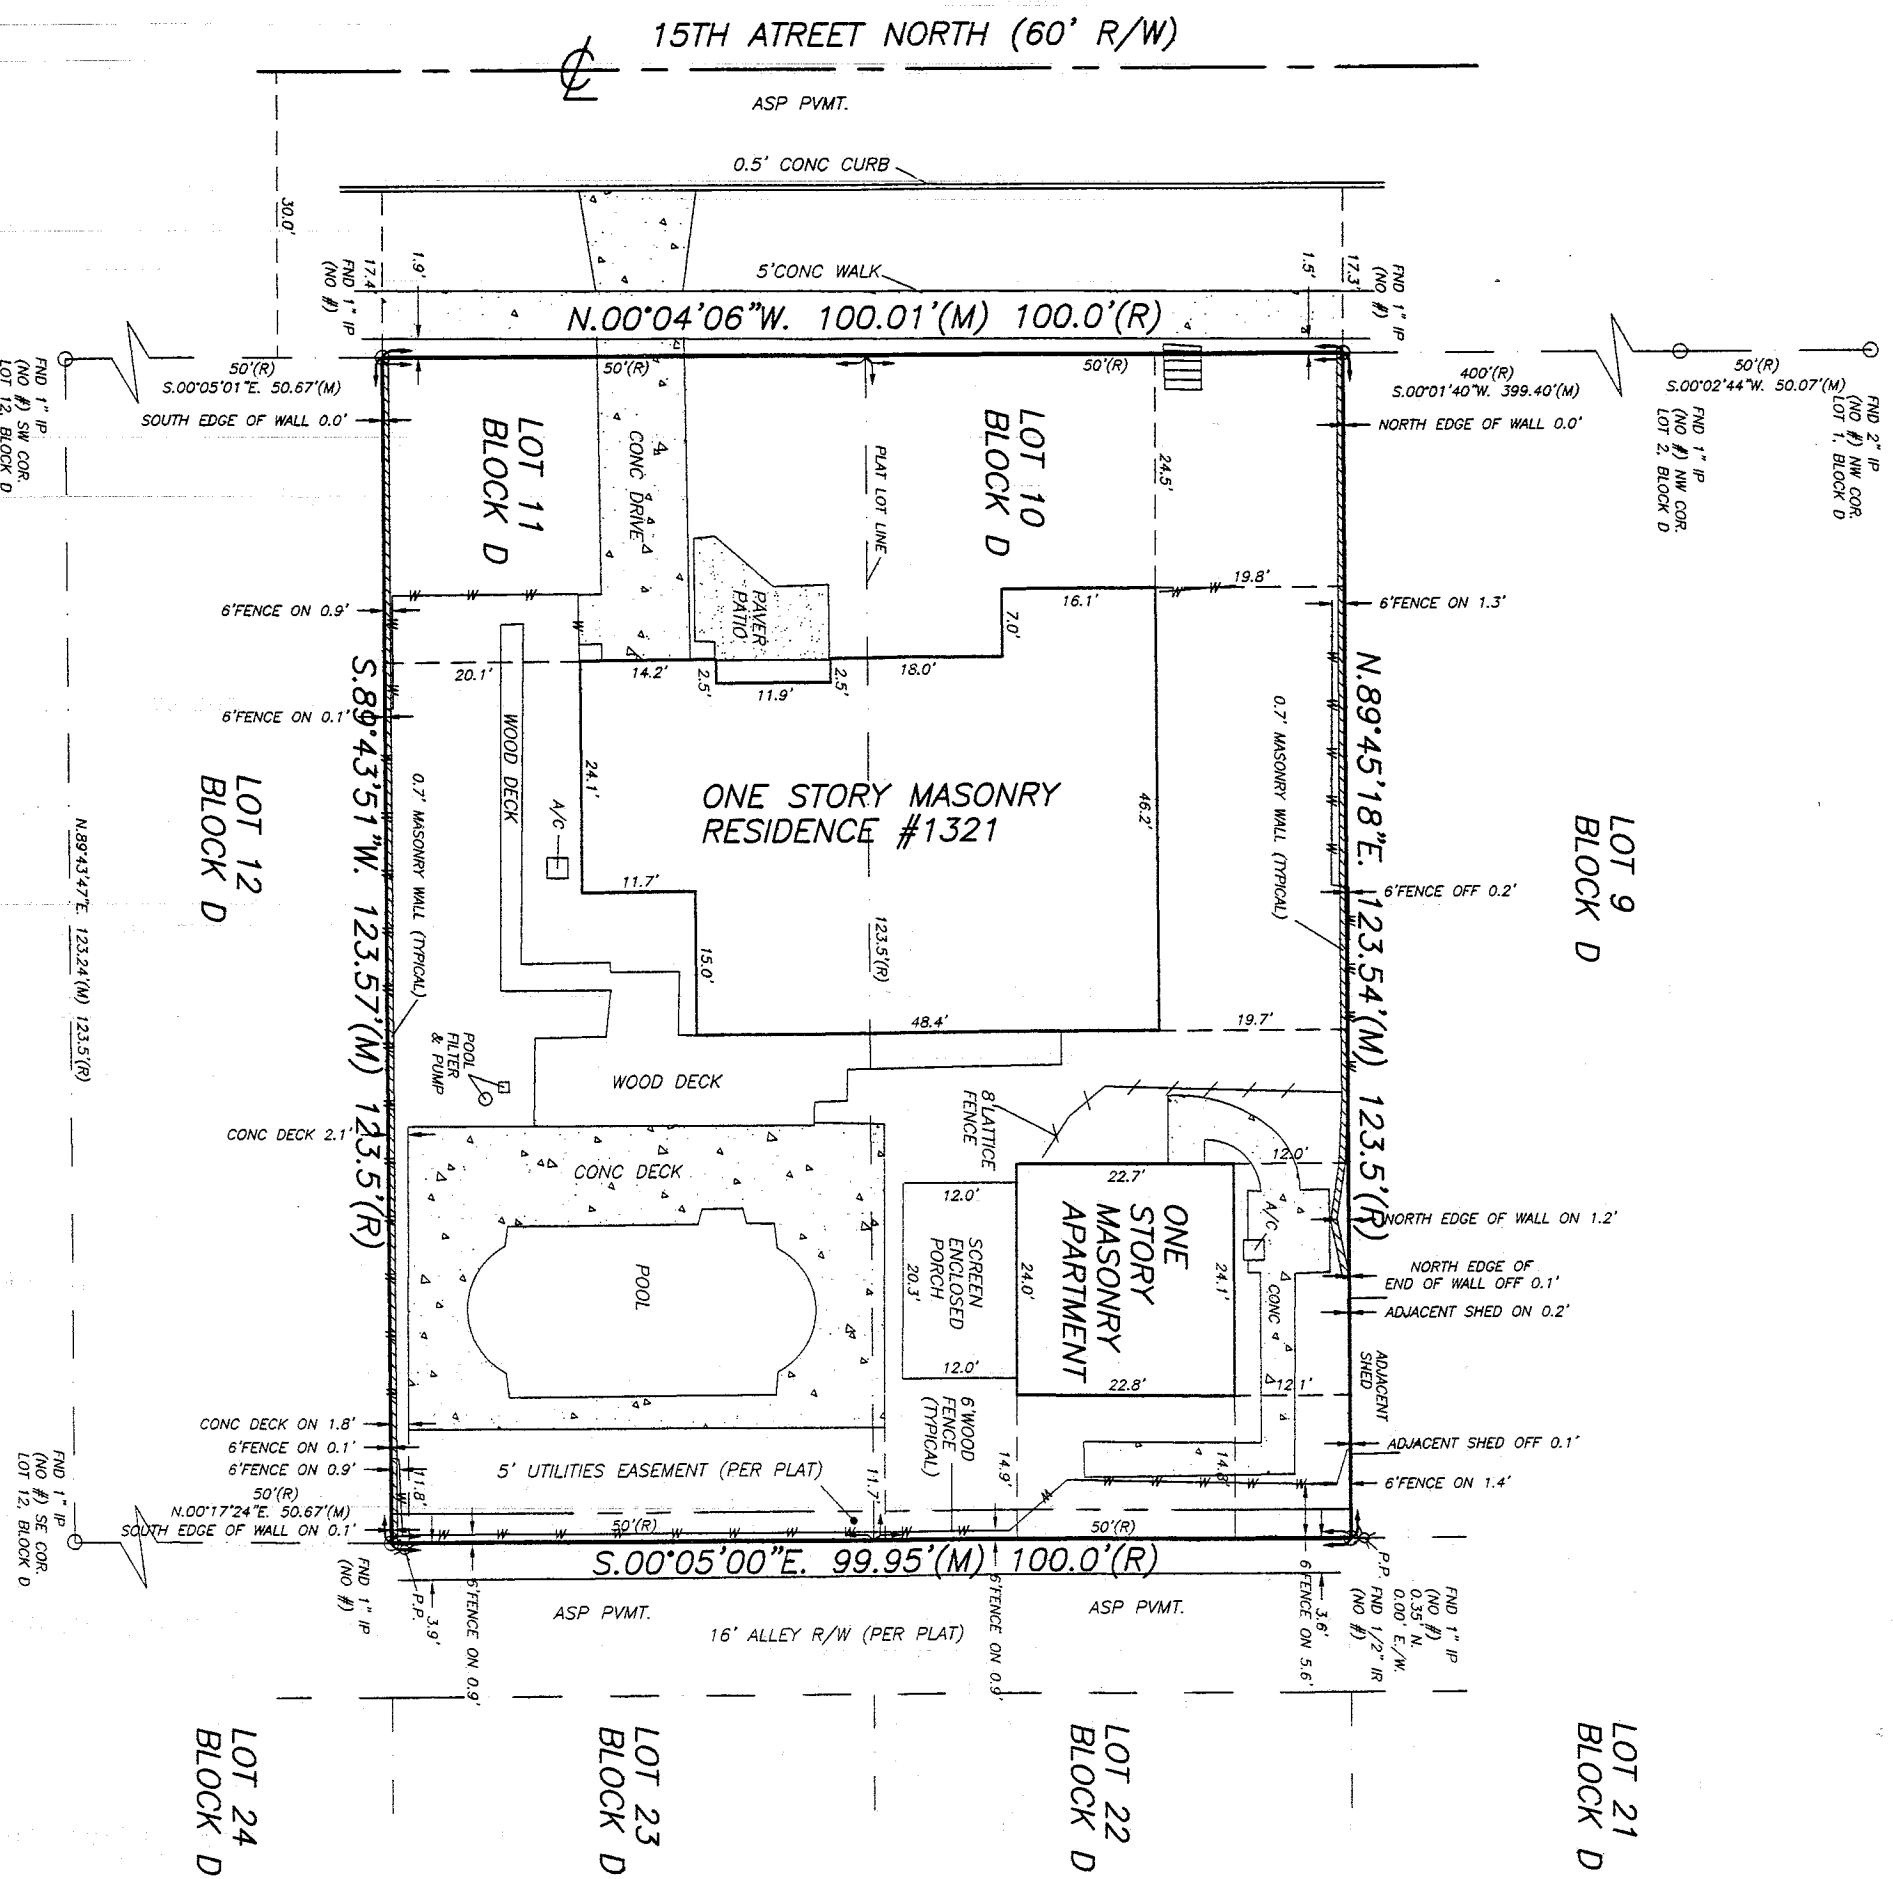 15TH ATREET NORTH (60' R/W)
ASP PVMT.
0.5' CONC CURB
30.0'
1.9'
17.4'
FND 1" IP
(NO #)
5'CONC WALK
1.5'
17.3'
FND 1" IP
(NO #)
N.00°04'06"W. 100.01'(M) 100.0'(R)
FND 1" IP
(NO #) SW COR.
LOT 12, BLOCK D
50'(R)
S.00°05'01"E. 50.67'(M)
50'(R)
50'(R)
400'(R)
S.00°01'40"W. 399.40'(M)
50'(R)
S.00°02'44"W. 50.07'(M)
FND 1" IP
(NO #) NW COR.
LOT 2, BLOCK D
FND 2" IP
(NO #) NW COR.
LOT 1, BLOCK D
SOUTH EDGE OF WALL 0.0'
NORTH EDGE OF WALL 0.0'
LOT 11
BLOCK D
CONC DRIVE
PLAT LOT LINE
LOT 10
BLOCK D
24.5'
6'FENCE ON 0.9'
PAVER
PATIO
16.1'
19.8'
6'FENCE ON 1.3'
7.0'
20.1'
14.2'
2.5'
11.9'
2.5'
18.0'
6'FENCE ON 0.1'
S.89°43'51"W. 123.57'(M) 123.5'(R)
N.89°45'18"E. 123.54'(M) 123.5'(R)
WOOD DECK
0.7' MASONRY WALL (TYPICAL)
24.1'
A/C
ONE STORY MASONRY
RESIDENCE #1321
46.2'
0.7' MASONRY WALL (TYPICAL)
LOT 12
BLOCK D
LOT 9
BLOCK D
N.89°43'47"E. 123.24'(M) 123.5'(R)
11.7'
6'FENCE OFF 0.2'
15.0'
123.5'(R)
48.4'
19.7'
POOL
FILTER
& PUMP
WOOD DECK
8'LATTICE
FENCE
CONC DECK 2.1'
CONC DECK
12.0'
22.7'
12.0'
ONE
STORY
MASONRY
APARTMENT
A/C
NORTH EDGE OF WALL ON 1.2'
POOL
SCREEN
ENCLOSED
PORCH
20.3'
24.0'
24.1'
CONC
NORTH EDGE OF
END OF WALL OFF 0.1'
ADJACENT SHED ON 0.2'
ADJACENT
SHED
12.0'
22.8'
12.1'
CONC DECK ON 1.8'
6'FENCE ON 0.1'
6'FENCE ON 0.9'
6'WOOD
FENCE
(TYPICAL)
ADJACENT SHED OFF 0.1'
6'FENCE ON 1.4'
11.8'
5' UTILITIES EASEMENT (PER PLAT)
11.7'
14.9'
14.8'
FND 1" IP
(NO #) SE COR.
LOT 12, BLOCK D
50'(R)
N.00°17'24"E. 50.67'(M)
SOUTH EDGE OF WALL ON 0.1'
50'(R)
50'(R)
S.00°05'00"E. 99.95'(M) 100.0'(R)
FND 1" IP
(NO #)
P.P.
3.9'
6'FENCE ON 0.9'
ASP PVMT.
16' ALLEY R/W (PER PLAT)
6'FENCE ON 0.9'
ASP PVMT.
6'FENCE ON 5.6'
3.6'
P.P.
FND 1/2" IR
(NO #)
FND 1" IP
(NO #)
0.35' N.
0.00' E./W.
LOT 24
BLOCK D
LOT 23
BLOCK D
LOT 22
BLOCK D
LOT 21
BLOCK D